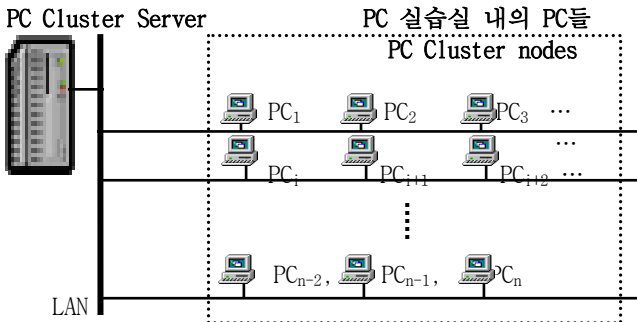 PC Cluster Server
PC 실습실 내의 PC들
PC Cluster nodes
PC₁ PC₂ PC₃ …
…
PCᵢ PCᵢ₊₁ PCᵢ₊₂ …
PCₙ₋₂, PCₙ₋₁, PCₙ
LAN